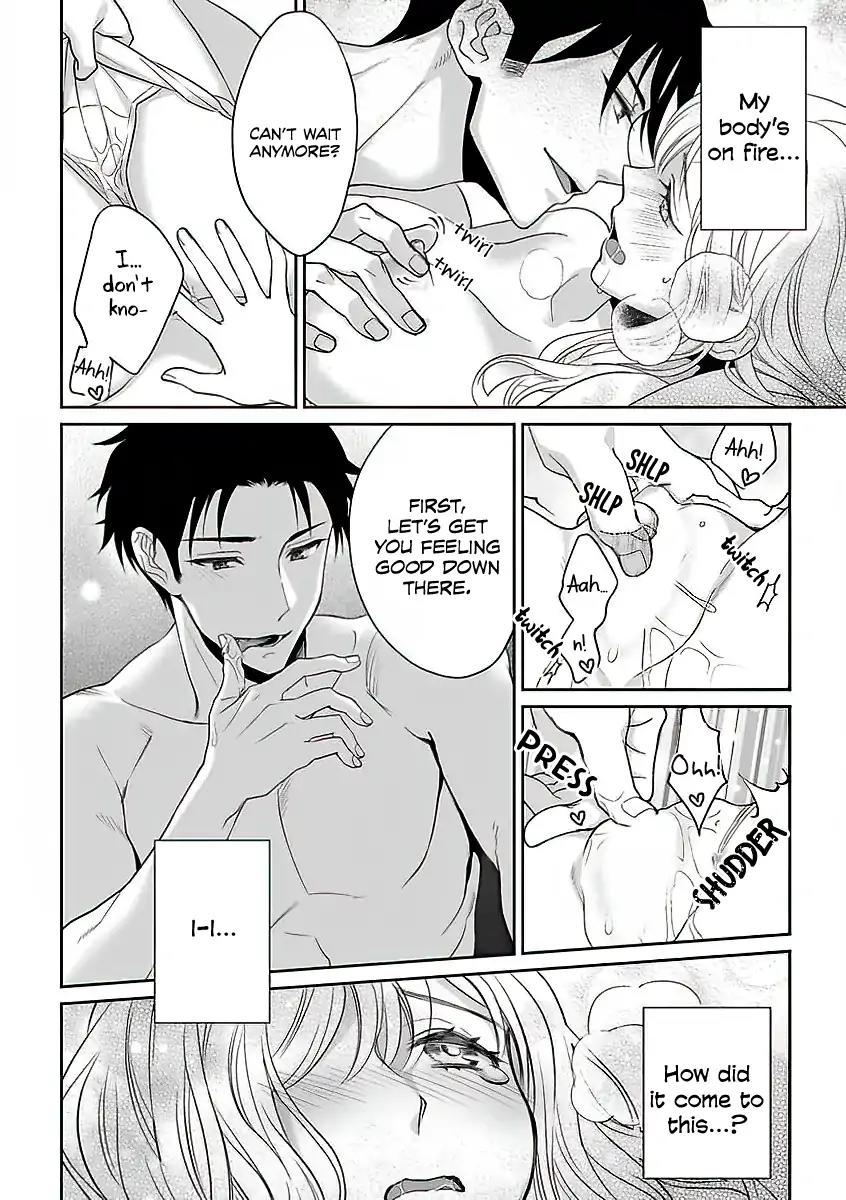 My
body's
on fire...
CAN'T WAIT
ANYMORE?
twirl
twirl
I...
don't
kno-
Ahh!
FIRST,
LET'S GET
YOU FEELING
GOOD DOWN
THERE.
Ahh!
SHLP
SHLP
twitch
Aah...
n!
twitch
PRESS
Ohh!
SHUDDER
I-I...
How did
it come to
this...?